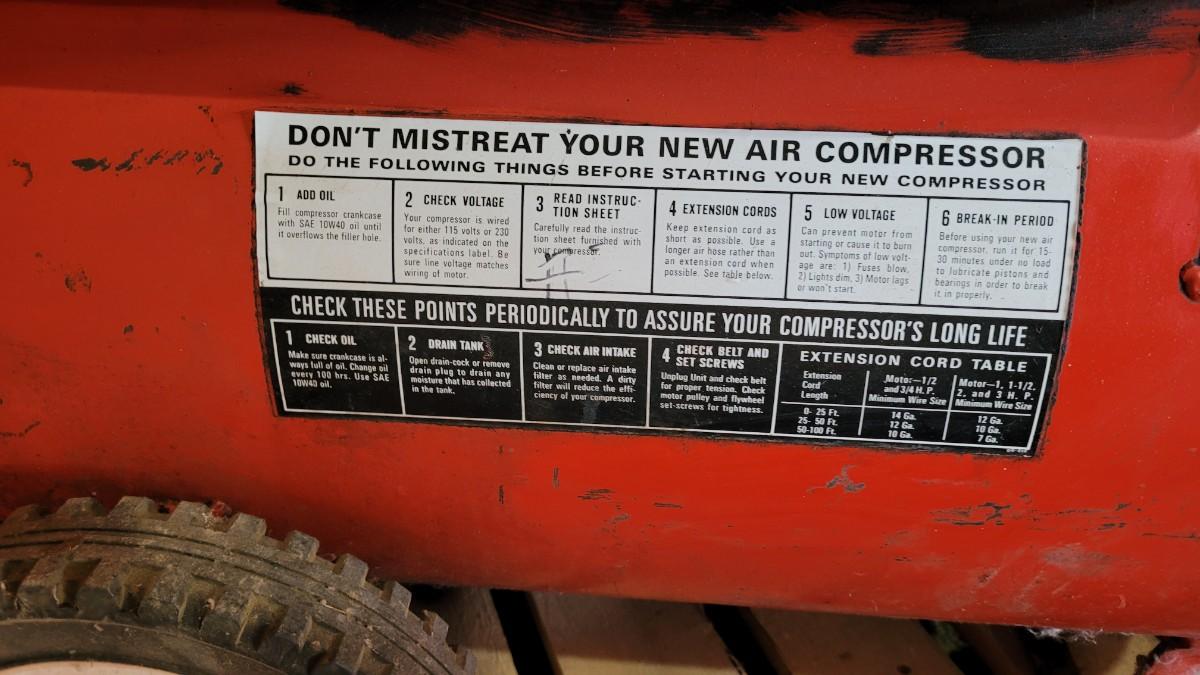 DON'T MISTREAT YOUR NEW AIR COMPRESSOR
DO THE FOLLOWING THINGS BEFORE STARTING YOUR NEW COMPRESSOR
1 ADD OIL
Fill compressor crankcase
with SAE 10W40 oil until
it overflows the filler hole.
2 CHECK VOLTAGE
Your compressor is wired
for either 115 volts or 230
volts, as indicated on the
specifications label. Be
sure line voltage matches
wiring of motor.
3 READ INSTRUC-
TION SHEET
Carefully read the instruc-
tion sheet furnished with
your compressor.
4 EXTENSION CORDS
Keep extension cord as
short as possible. Use a
longer air hose rather than
an extension cord when
possible. See table below.
5 LOW VOLTAGE
Can prevent motor from
starting or cause it to burn
out. Symptoms of low volt-
age are: 1) Fuses blow,
2) Lights dim, 3) Motor lags
or won't start.
6 BREAK-IN PERIOD
Before using your new air
compressor, run it for 15-
30 minutes under no load
to lubricate pistons and
bearings in order to break
it in properly.
CHECK THESE POINTS PERIODICALLY TO ASSURE YOUR COMPRESSOR'S LONG LIFE
1 CHECK OIL
Make sure crankcase is al-
ways full of oil. Change oil
every 100 hrs. Use SAE
10W40 oil.
2 DRAIN TANK
Open drain-cock or remove
drain plug to drain any
moisture that has collected
in the tank.
3 CHECK AIR INTAKE
Clean or replace air intake
filter as needed. A dirty
filter will reduce the effi-
ciency of your compressor.
4 CHECK BELT AND
SET SCREWS
Unplug Unit and check belt
for proper tension. Check
motor pulley and flywheel
set-screws for tightness.
EXTENSION CORD TABLE
Extension
Cord
Length
Motor—1/2
and 3/4 H. P.
Minimum Wire Size
Motor—1, 1-1/2,
2, and 3 H. P.
Minimum Wire Size
0- 25 Ft. 14 Ga. 12 Ga.
25- 50 Ft. 12 Ga. 10 Ga.
50-100 Ft. 10 Ga. 7 Ga.